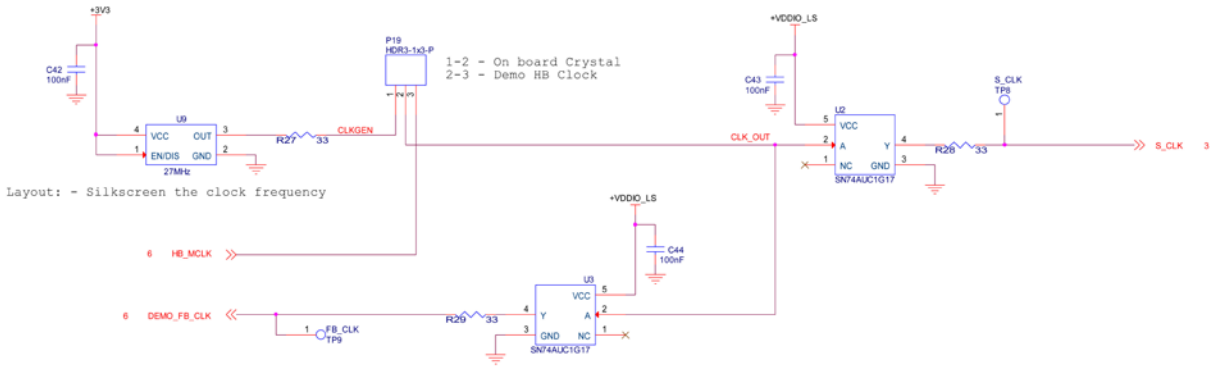 +3V3
C42
100nF
U9
4 VCC OUT 3
1 EN/DIS GND 2
27MHz
R27 33
CLKGEN
Layout: - Silkscreen the clock frequency
P19
HDR3-1x3-P
1 2 3
1-2 - On board Crystal
2-3 - Demo HB Clock
+VDDIO_LS
C43
100nF
U2
5 VCC
CLK_OUT 2 A Y 4
1 NC GND 3
SN74AUC1G17
R28 33
S_CLK
TP8
1
S_CLK 3
6 HB_MCLK
+VDDIO_LS
C44
100nF
U3
VCC 5
4 Y A 2
3 GND NC 1
SN74AUC1G17
R29 33
6 DEMO_FB_CLK
1 FB_CLK
TP9